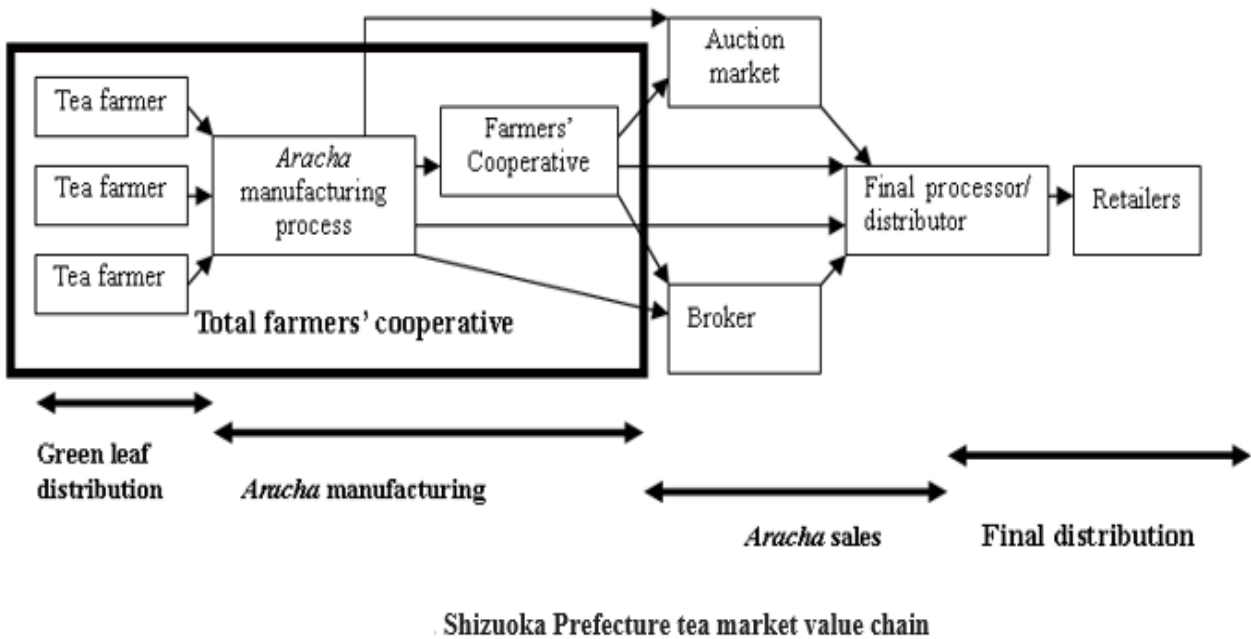 Auction
market
Tea farmer
Tea farmer
Tea farmer
Aracha
manufacturing
process
Farmers’
Cooperative
Final processor/
distributor
Retailers
Broker
Total farmers’ cooperative
Green leaf
distribution
Aracha manufacturing
Aracha sales
Final distribution
Shizuoka Prefecture tea market value chain